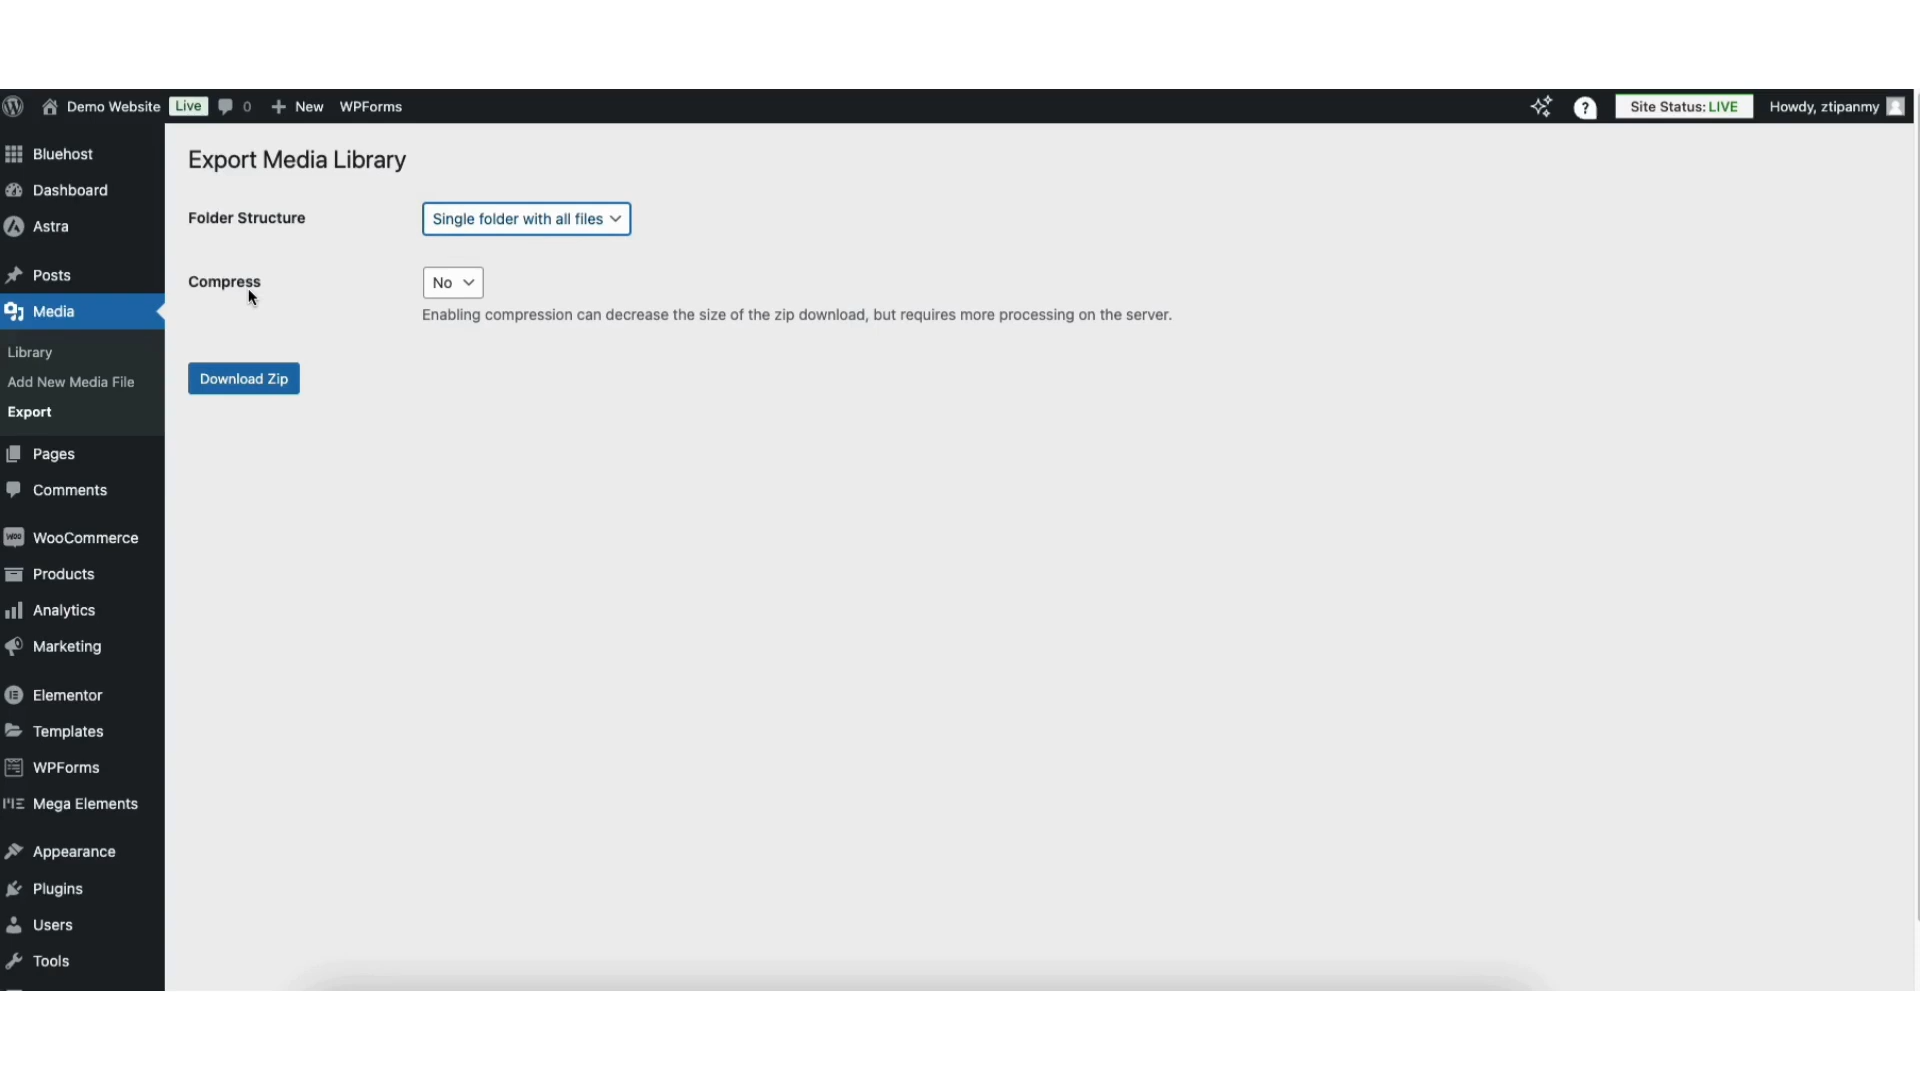 Demo Website Live 0 New WPForms ? Site Status: LIVE Howdy, ztipanmy
Bluehost
Dashboard
Astra
Posts
Media
Library
Add New Media File
Export
Pages
Comments
WooCommerce
Products
Analytics
Marketing
Elementor
Templates
WPForms
Mega Elements
Appearance
Plugins
Users
Tools
Export Media Library
Folder Structure Single folder with all files
Compress No
Enabling compression can decrease the size of the zip download, but requires more processing on the server.
Download Zip